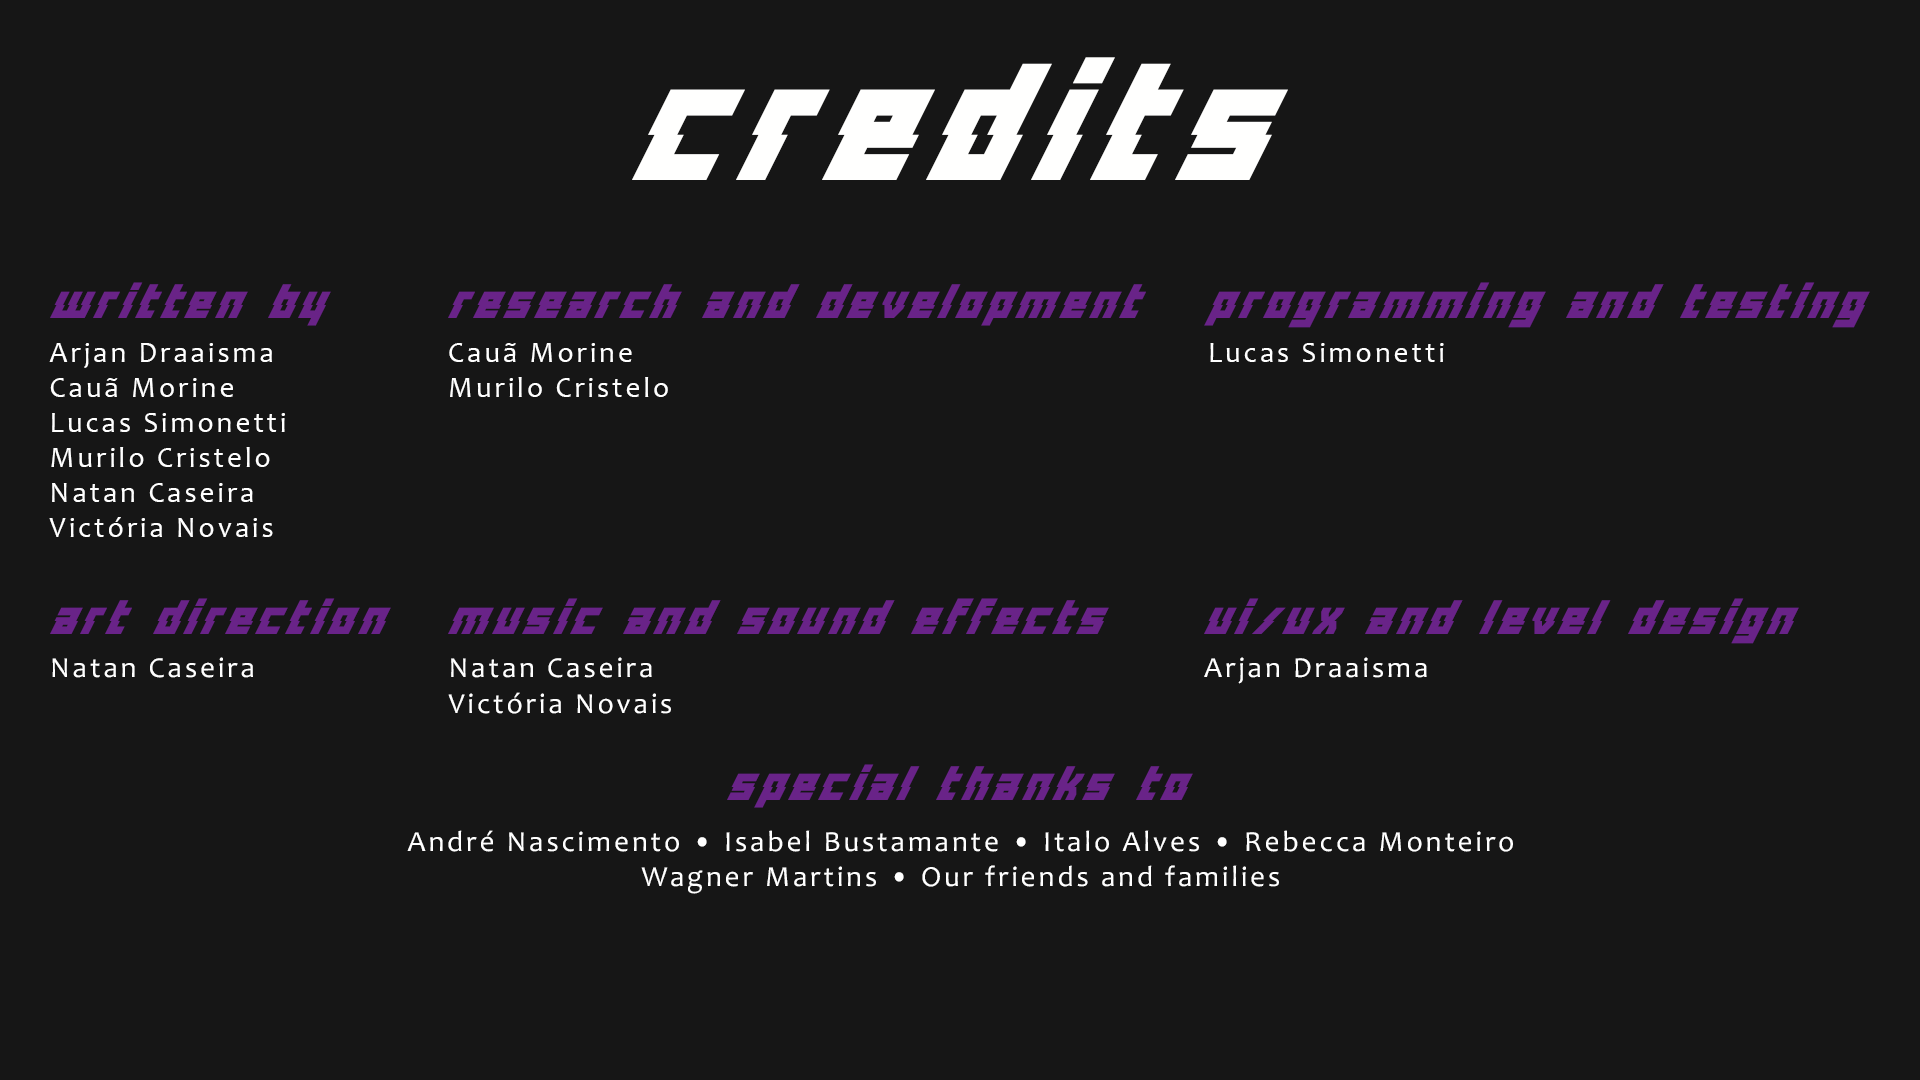 credits
written by
Arjan Draaisma
Cauã Morine
Lucas Simonetti
Murilo Cristelo
Natan Caseira
Victória Novais
research and development
Cauã Morine
Murilo Cristelo
programming and testing
Lucas Simonetti
art direction
Natan Caseira
music and sound effects
Natan Caseira
Victória Novais
ui/ux and level design
Arjan Draaisma
special thanks to
André Nascimento • Isabel Bustamante • Italo Alves • Rebecca Monteiro
Wagner Martins • Our friends and families